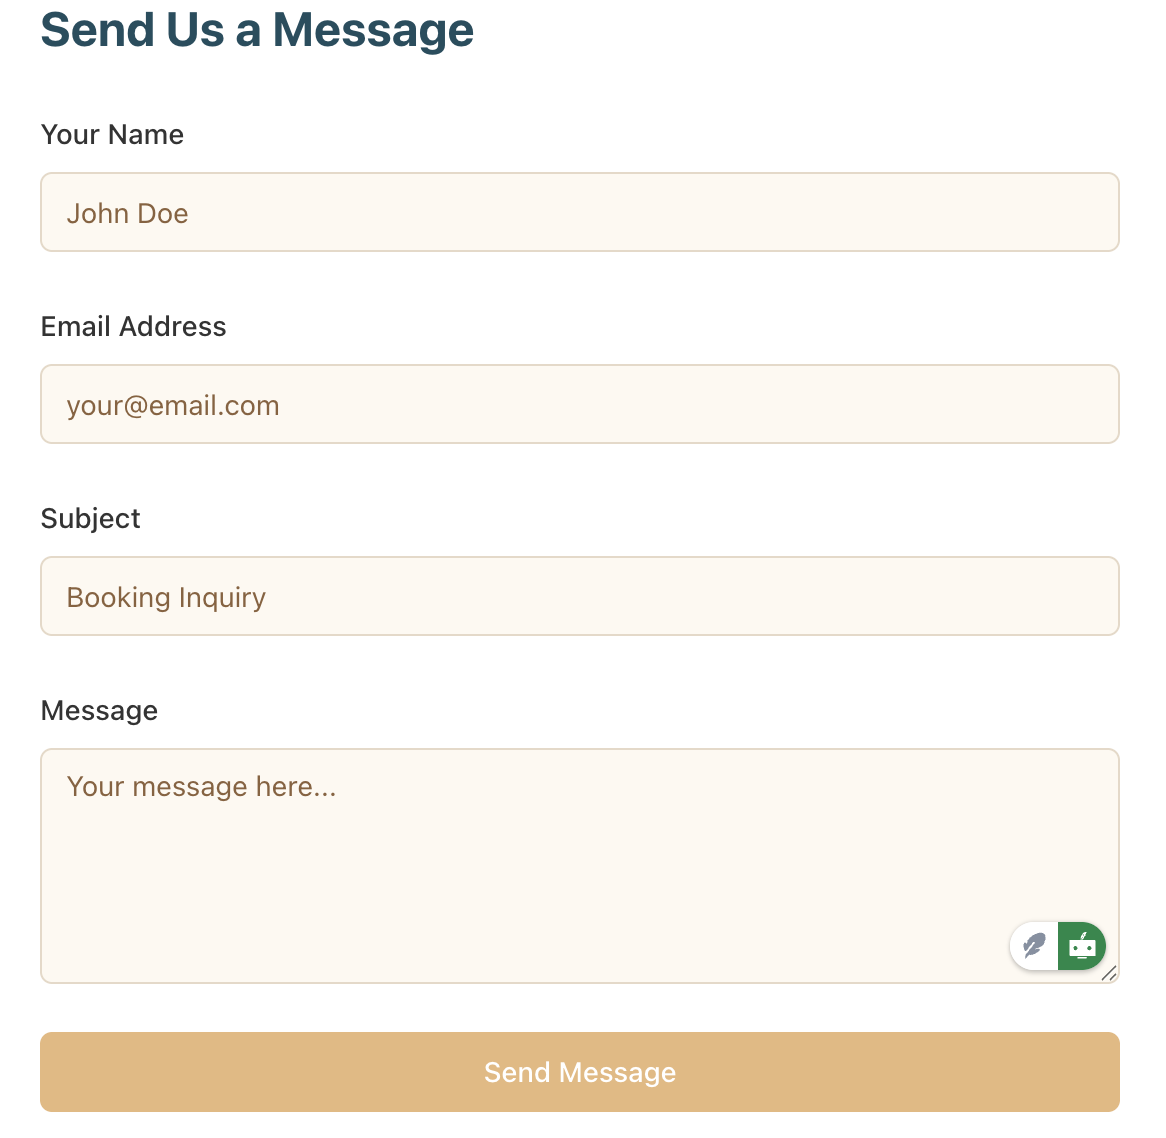 Send Us a Message
Your Name
John Doe
Email Address
your@email.com
Subject
Booking Inquiry
Message
Your message here...
Send Message